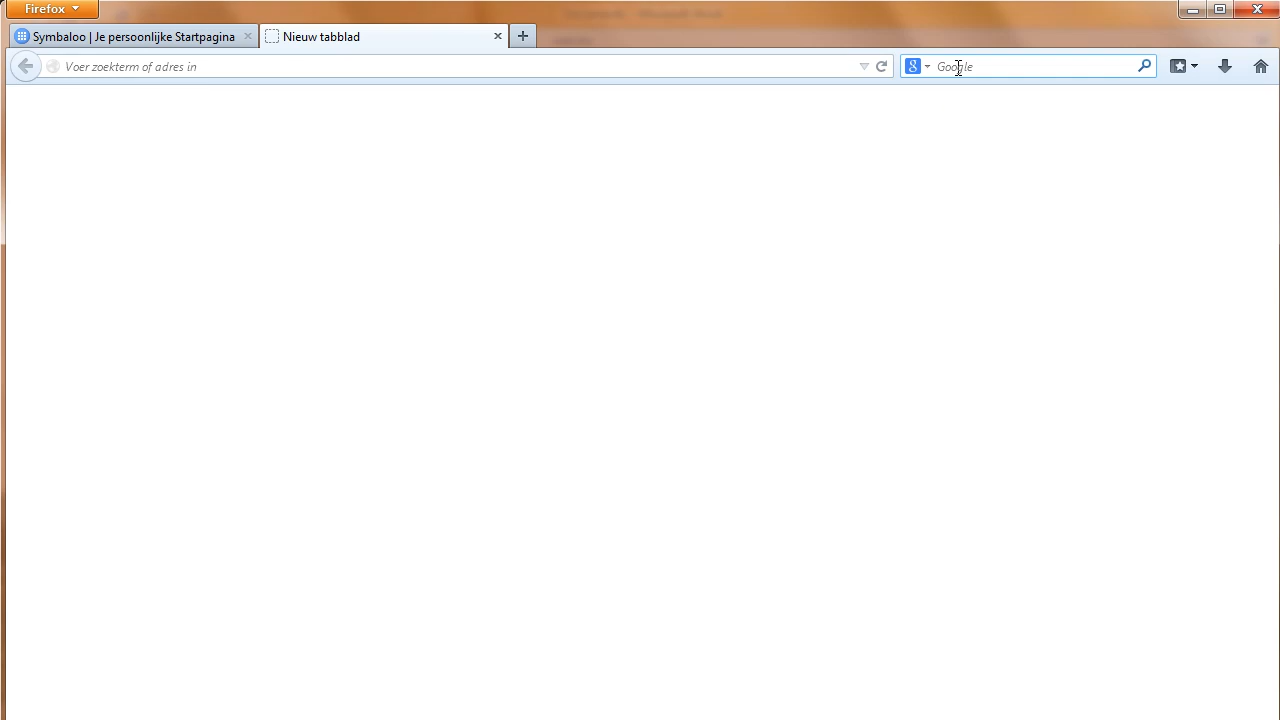 Firefox
Symbaloo | Je persoonlijke Startpagina
Nieuw tabblad
Voer zoekterm of adres in
Google